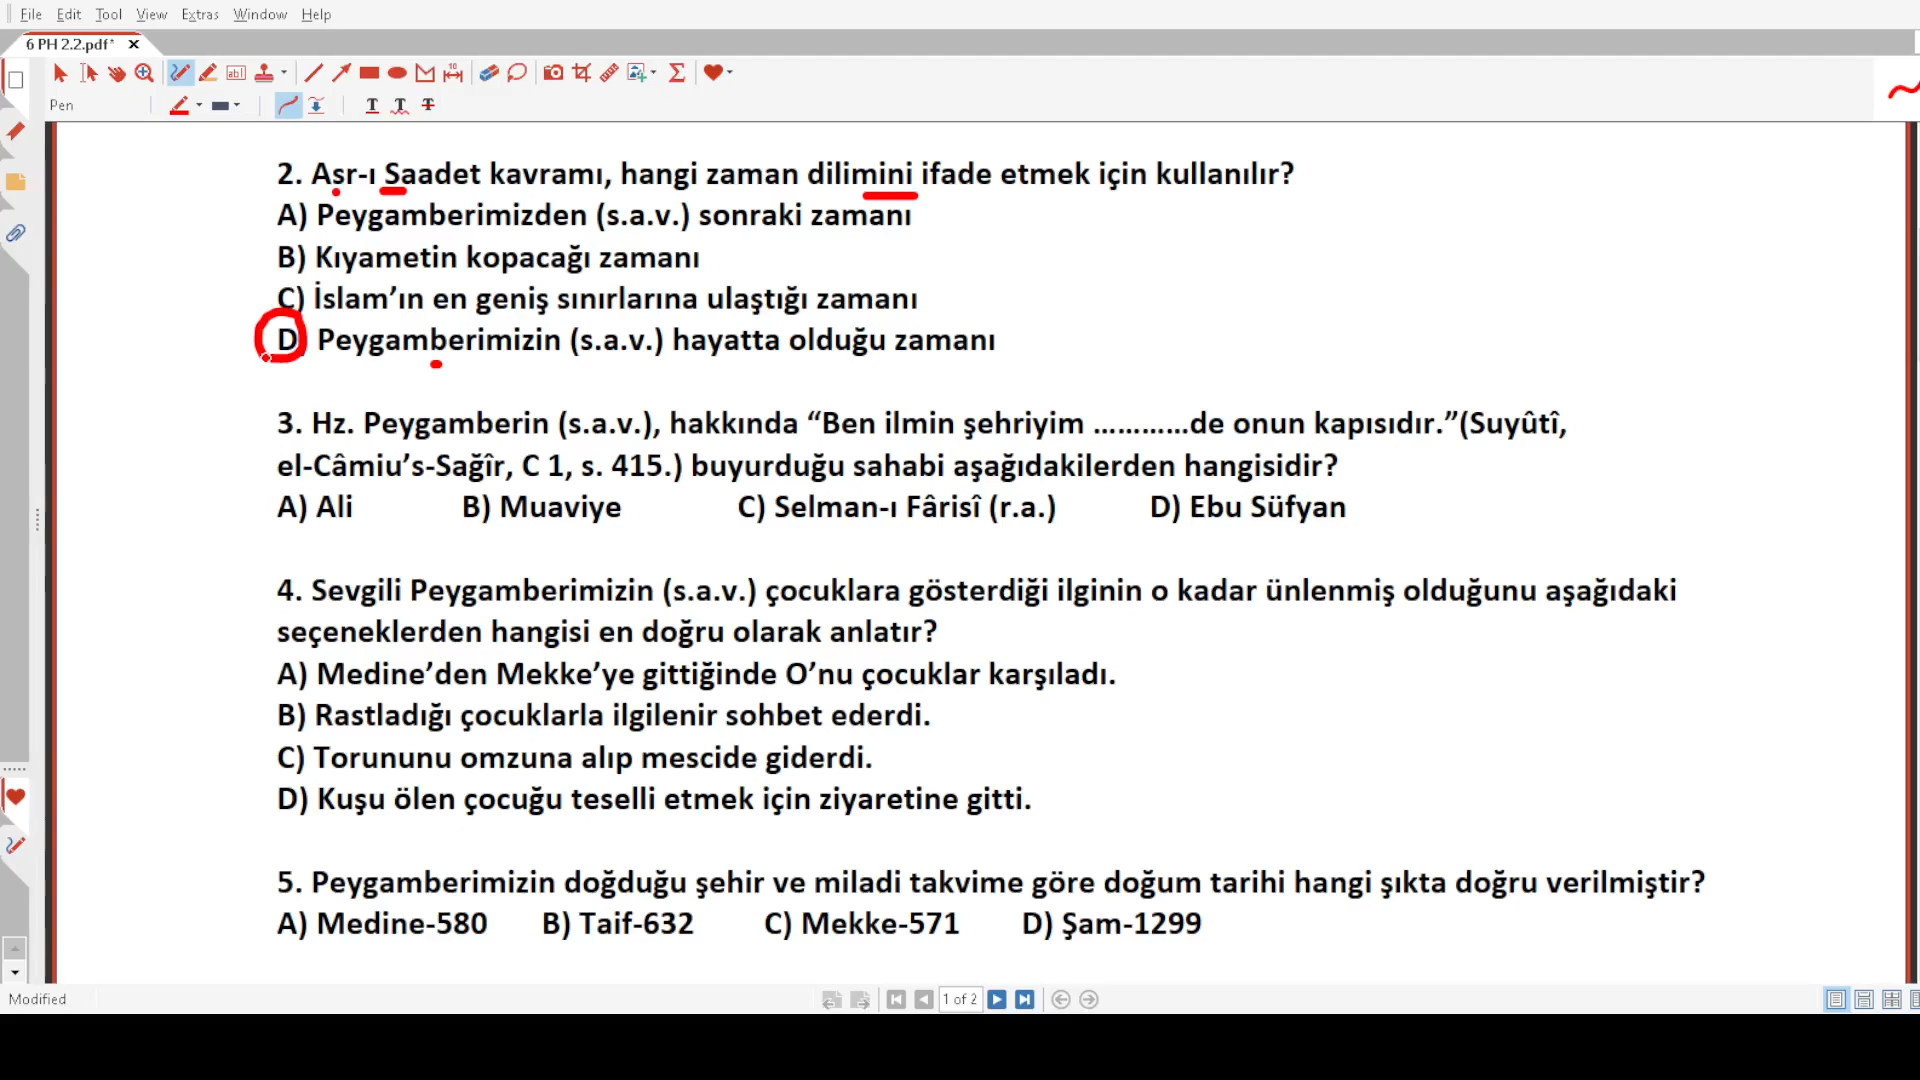 File Edit Tool View Extras Window Help
6 PH 2.2.pdf*
Pen
2. Asr-ı Saadet kavramı, hangi zaman dilimini ifade etmek için kullanılır?
A) Peygamberimizden (s.a.v.) sonraki zamanı
B) Kıyametin kopacağı zamanı
C) İslam’ın en geniş sınırlarına ulaştığı zamanı
D) Peygamberimizin (s.a.v.) hayatta olduğu zamanı
3. Hz. Peygamberin (s.a.v.), hakkında “Ben ilmin şehriyim …………de onun kapısıdır.”(Suyûtî,
el-Câmiu’s-Sağîr, C 1, s. 415.) buyurduğu sahabi aşağıdakilerden hangisidir?
A) Ali B) Muaviye C) Selman-ı Fârisî (r.a.) D) Ebu Süfyan
4. Sevgili Peygamberimizin (s.a.v.) çocuklara gösterdiği ilginin o kadar ünlenmiş olduğunu aşağıdaki
seçeneklerden hangisi en doğru olarak anlatır?
A) Medine’den Mekke’ye gittiğinde O’nu çocuklar karşıladı.
B) Rastladığı çocuklarla ilgilenir sohbet ederdi.
C) Torununu omzuna alıp mescide giderdi.
D) Kuşu ölen çocuğu teselli etmek için ziyaretine gitti.
5. Peygamberimizin doğduğu şehir ve miladi takvime göre doğum tarihi hangi şıkta doğru verilmiştir?
A) Medine-580 B) Taif-632 C) Mekke-571 D) Şam-1299
Modified 1 of 2